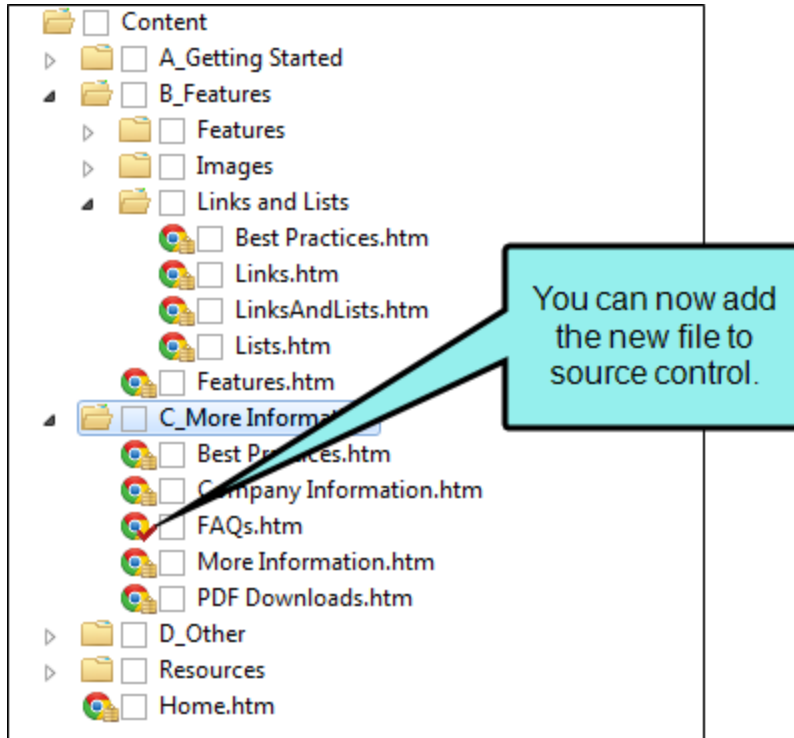 Content
A_Getting Started
B_Features
Features
Images
Links and Lists
Best Practices.htm
Links.htm
LinksAndLists.htm
Lists.htm
Features.htm
C_More Informat
Best Pr ces.htm
Company Information.htm
FAQs.htm
More Information.htm
PDF Downloads.htm
D_Other
Resources
Home.htm
You can now add
the new file to
source control.